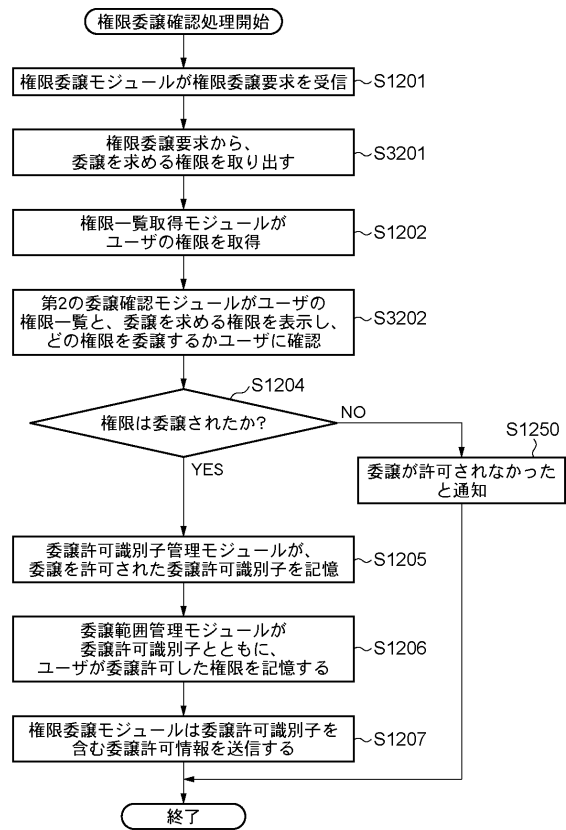 権限委譲確認処理開始
権限委譲モジュールが権限委譲要求を受信
S1201
権限委譲要求から、
委譲を求める権限を取り出す
S3201
権限一覧取得モジュールが
ユーザの権限を取得
S1202
第2の委譲確認モジュールがユーザの
権限一覧と、委譲を求める権限を表示し、
どの権限を委譲するかユーザに確認
S3202
S1204
権限は委譲されたか?
NO
YES
S1250
委譲が許可されなかった
と通知
委譲許可識別子管理モジュールが、
委譲を許可された委譲許可識別子を記憶
S1205
委譲範囲管理モジュールが
委譲許可識別子とともに、
ユーザが委譲許可した権限を記憶する
S1206
権限委譲モジュールは委譲許可識別子を
含む委譲許可情報を送信する
S1207
終了